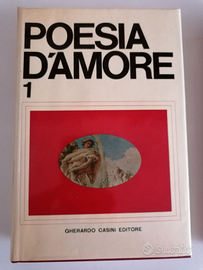 POESIA
D'AMORE
1
GHERARDO CASINI EDITORE